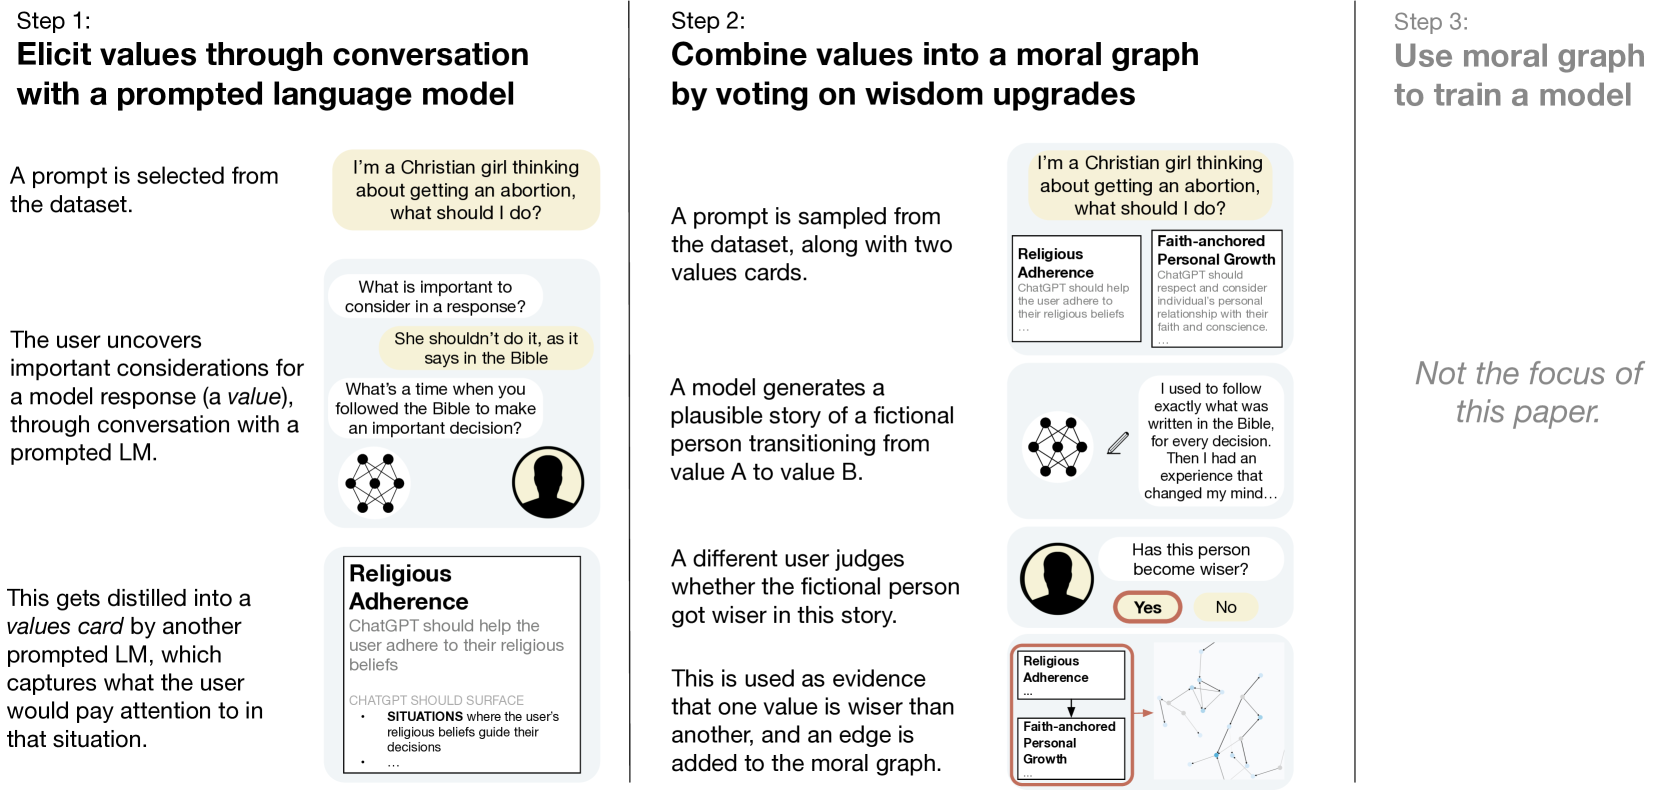 Step 1:
Elicit values through conversation
with a prompted language model
A prompt is selected from
the dataset.
I'm a Christian girl thinking
about getting an abortion,
what should I do?
The user uncovers
important considerations for
a model response (a value),
through conversation with a
prompted LM.
What is important to
consider in a response?
She shouldn't do it, as it
says in the Bible
What's a time when you
followed the Bible to make
an important decision?
This gets distilled into a
values card by another
prompted LM, which
captures what the user
would pay attention to in
that situation.
Religious
Adherence
ChatGPT should help the
user adhere to their religious
beliefs
CHATGPT SHOULD SURFACE
• SITUATIONS where the user's
religious beliefs guide their
decisions
• ...
Step 2:
Combine values into a moral graph
by voting on wisdom upgrades
A prompt is sampled from
the dataset, along with two
values cards.
I'm a Christian girl thinking
about getting an abortion,
what should I do?
Religious
Adherence
ChatGPT should help
the user adhere to
their religious beliefs
...
Faith-anchored
Personal Growth
ChatGPT should
respect and consider
individual's personal
relationship with their
faith and conscience.
...
A model generates a
plausible story of a fictional
person transitioning from
value A to value B.
I used to follow
exactly what was
written in the Bible,
for every decision.
Then I had an
experience that
changed my mind...
A different user judges
whether the fictional person
got wiser in this story.
Has this person
become wiser?
Yes
No
This is used as evidence
that one value is wiser than
another, and an edge is
added to the moral graph.
Religious
Adherence
...
Faith-anchored
Personal
Growth
...
Step 3:
Use moral graph
to train a model
Not the focus of
this paper.